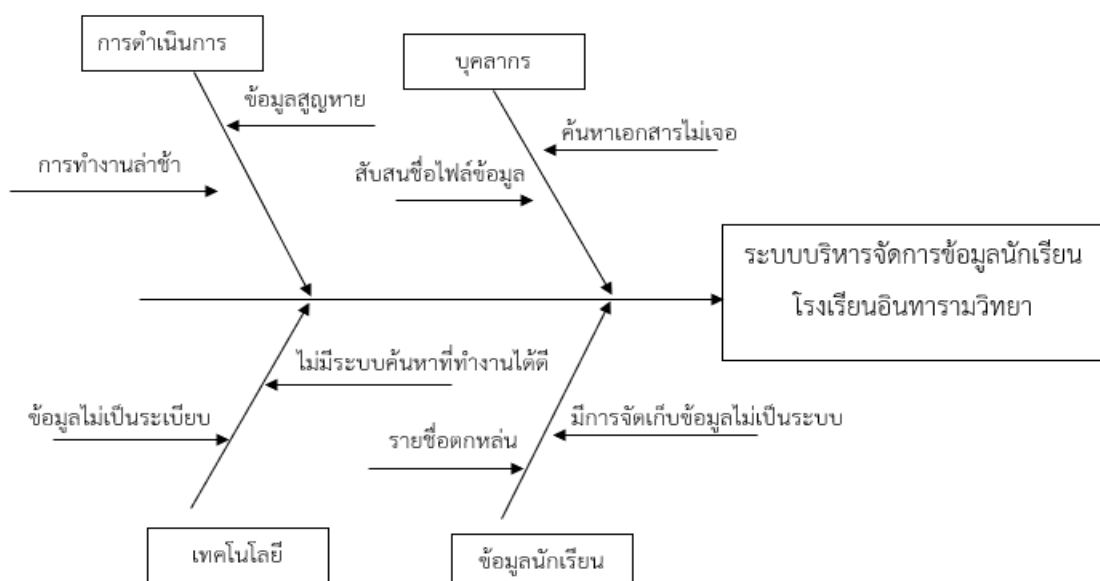 การดำเนินการ
บุคลากร
ข้อมูลสูญหาย
ค้นหาเอกสารไม่เจอ
การทำงานล่าช้า
สับสนชื่อไฟล์ข้อมูล
ระบบบริหารจัดการข้อมูลนักเรียน
โรงเรียนอินทารามวิทยา
ไม่มีระบบค้นหาที่ทำงานได้ดี
ข้อมูลไม่เป็นระเบียบ
มีการจัดเก็บข้อมูลไม่เป็นระบบ
รายชื่อตกหล่น
เทคโนโลยี
ข้อมูลนักเรียน